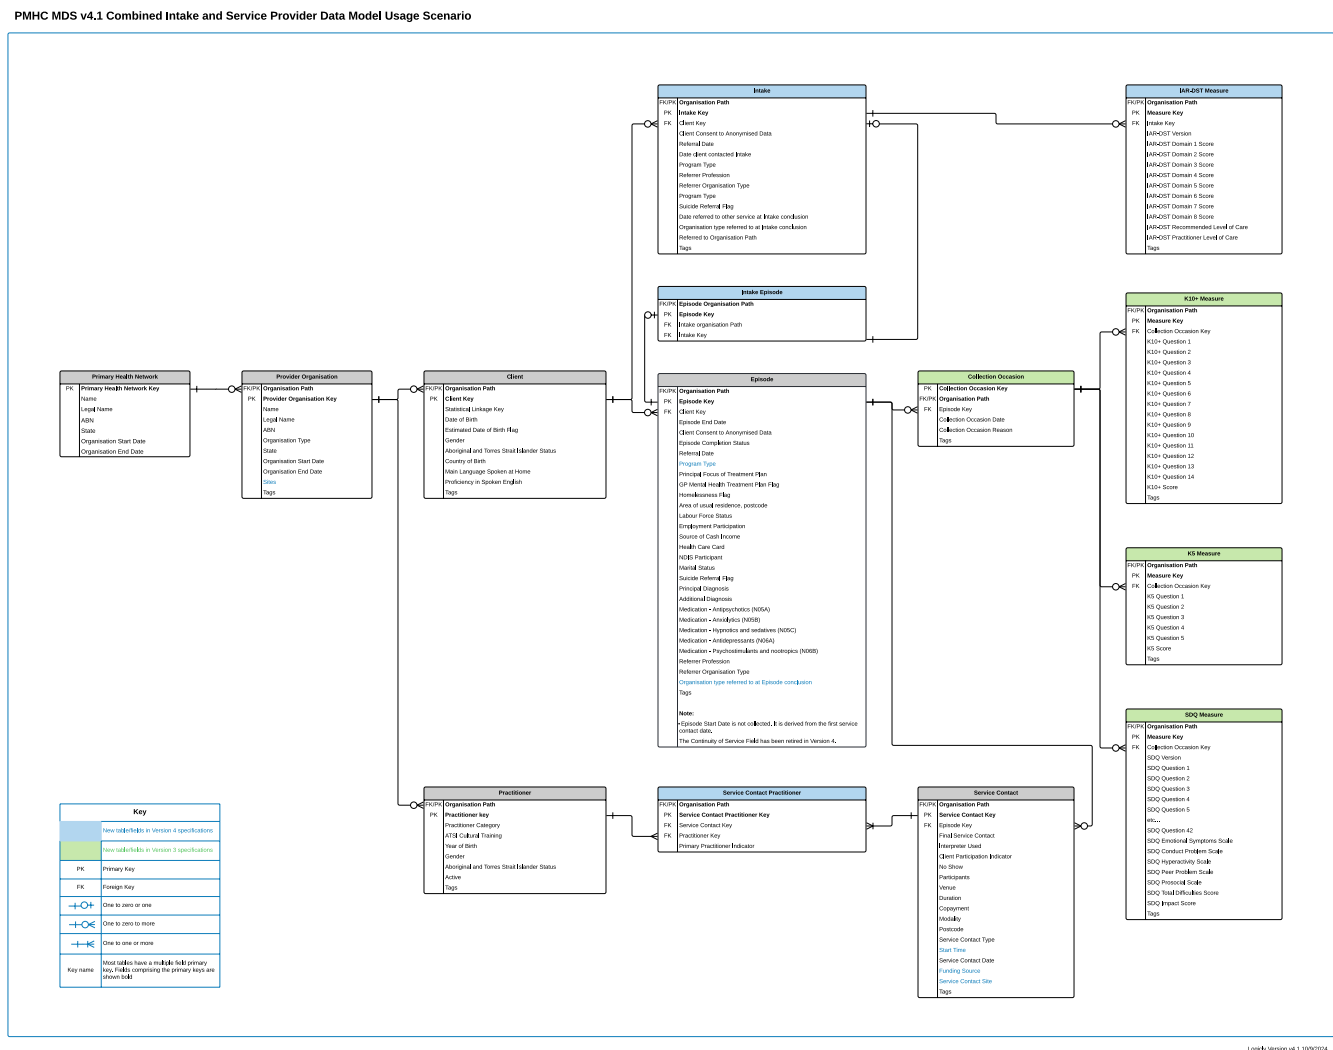 PMHC MDS v4.1 Combined Intake and Service Provider Data Model Usage Scenario
Intake
FK/PK Organisation Path
PK Intake Key
FK Client Key
Client Consent to Anonymised Data
Referral Date
Date client contacted Intake
Program Type
Referrer Profession
Referrer Organisation Type
Program Type
Suicide Referral Flag
Date referred to other service at Intake conclusion
Organisation type referred to at Intake conclusion
Referred to Organisation Path
Tags
IAR-DST Measure
FK/PK Organisation Path
PK Measure Key
FK Intake Key
IAR-DST Version
IAR-DST Domain 1 Score
IAR-DST Domain 2 Score
IAR-DST Domain 3 Score
IAR-DST Domain 4 Score
IAR-DST Domain 5 Score
IAR-DST Domain 6 Score
IAR-DST Domain 7 Score
IAR-DST Domain 8 Score
IAR-DST Recommended Level of Care
IAR-DST Practitioner Level of Care
Tags
Intake Episode
FK/PK Episode Organisation Path
PK Episode Key
FK Intake organisation Path
FK Intake Key
K10+ Measure
FK/PK Organisation Path
PK Measure Key
FK Collection Occasion Key
K10+ Question 1
K10+ Question 2
K10+ Question 3
K10+ Question 4
K10+ Question 5
K10+ Question 6
K10+ Question 7
K10+ Question 8
K10+ Question 9
K10+ Question 10
K10+ Question 11
K10+ Question 12
K10+ Question 13
K10+ Question 14
K10+ Score
Tags
Primary Health Network
PK Primary Health Network Key
Name
Legal Name
ABN
State
Organisation Start Date
Organisation End Date
Provider Organisation
FK/PK Organisation Path
PK Provider Organisation Key
Name
Legal Name
ABN
Organisation Type
State
Organisation Start Date
Organisation End Date
Sites
Tags
Client
FK/PK Organisation Path
PK Client Key
Statistical Linkage Key
Date of Birth
Estimated Date of Birth Flag
Gender
Aboriginal and Torres Strait Islander Status
Country of Birth
Main Language Spoken at Home
Proficiency in Spoken English
Tags
Episode
FK/PK Organisation Path
PK Episode Key
FK Client Key
Episode End Date
Client Consent to Anonymised Data
Episode Completion Status
Referral Date
Program Type
Principal Focus of Treatment Plan
GP Mental Health Treatment Plan Flag
Homelessness Flag
Area of usual residence, postcode
Labour Force Status
Employment Participation
Source of Cash Income
Health Care Card
NDIS Participant
Marital Status
Suicide Referral Flag
Principal Diagnosis
Additional Diagnosis
Medication - Antipsychotics (N05A)
Medication - Anxiolytics (N05B)
Medication - Hypnotics and sedatives (N05C)
Medication - Antidepressants (N06A)
Medication - Psychostimulants and nootropics (N06B)
Referrer Profession
Referrer Organisation Type
Organisation type referred to at Episode conclusion
Tags
Note:
- Episode Start Date is not collected. It is derived from the first service
contact date.
The Continuity of Service Field has been retired in Version 4.
Collection Occasion
PK Collection Occasion Key
FK/PK Organisation Path
FK Episode Key
Collection Occasion Date
Collection Occasion Reason
Tags
K5 Measure
FK/PK Organisation Path
PK Measure Key
FK Collection Occasion Key
K5 Question 1
K5 Question 2
K5 Question 3
K5 Question 4
K5 Question 5
K5 Score
Tags
SDQ Measure
FK/PK Organisation Path
PK Measure Key
FK Collection Occasion Key
SDQ Version
SDQ Question 1
SDQ Question 2
SDQ Question 3
SDQ Question 4
SDQ Question 5
etc...
SDQ Question 42
SDQ Emotional Symptoms Scale
SDQ Conduct Problem Scale
SDQ Hyperactivity Scale
SDQ Peer Problem Scale
SDQ Prosocial Scale
SDQ Total Difficulties Score
SDQ Impact Score
Tags
Practitioner
FK/PK Organisation Path
PK Practitioner key
Practitioner Category
ATSI Cultural Training
Year of Birth
Gender
Aboriginal and Torres Strait Islander Status
Active
Tags
Service Contact Practitioner
FK/PK Organisation Path
PK Service Contact Practitioner Key
FK Service Contact Key
FK Practitioner Key
Primary Practitioner Indicator
Service Contact
FK/PK Organisation Path
PK Service Contact Key
FK Episode Key
Final Service Contact
Interpreter Used
Client Participation Indicator
No Show
Participants
Venue
Duration
Copayment
Modality
Postcode
Service Contact Type
Start Time
Service Contact Date
Funding Source
Service Contact Site
Tags
Key
New table/fields in Version 4 specifications
New table/fields in Version 3 specifications
PK Primary Key
FK Foreign Key
One to zero or one
One to zero to more
One to one or more
Key name Most tables have a multiple field primary
key. Fields comprising the primary keys are
shown bold
Version v4.1 10/9/2024